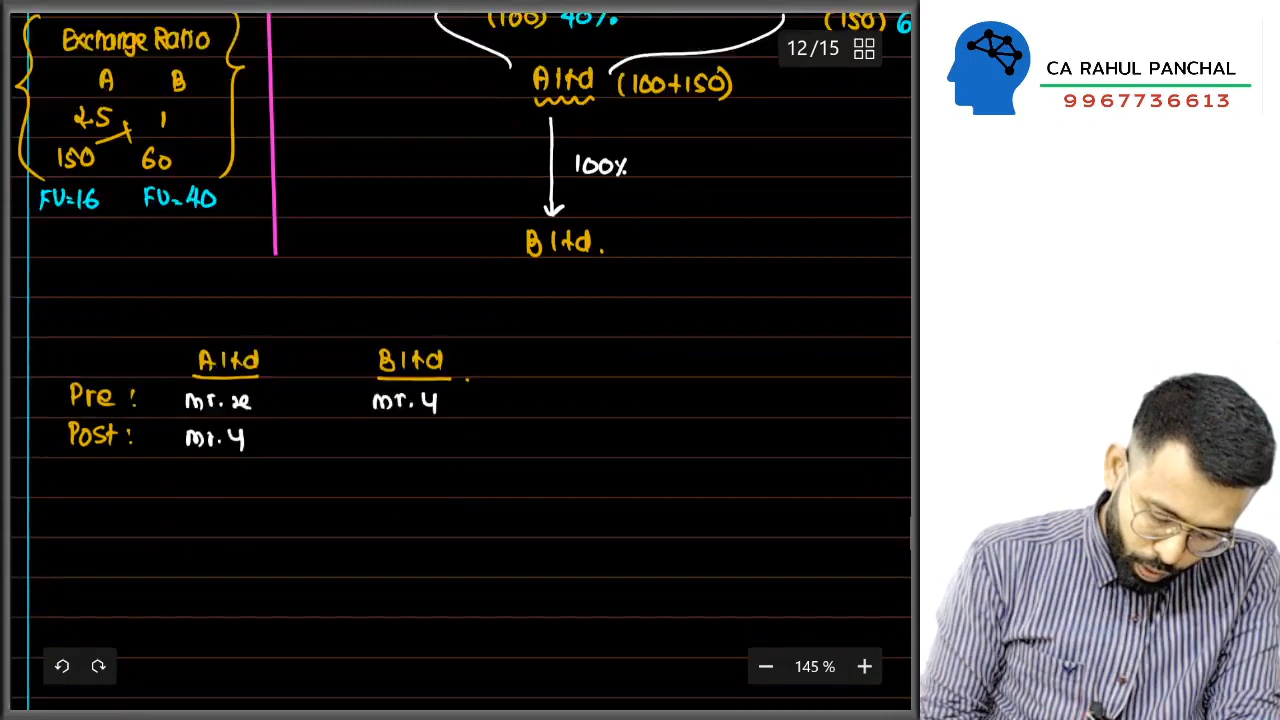 (100) 40%. (150) 6
Exchange Ratio
A B
2.5 1
150 60
FV=16 FV=40
A ltd (100+150)
100%
B ltd.
A ltd B ltd.
Pre: mr. x mr. y
Post: mr. y
12/15
145 %
CA RAHUL PANCHAL
9967736613